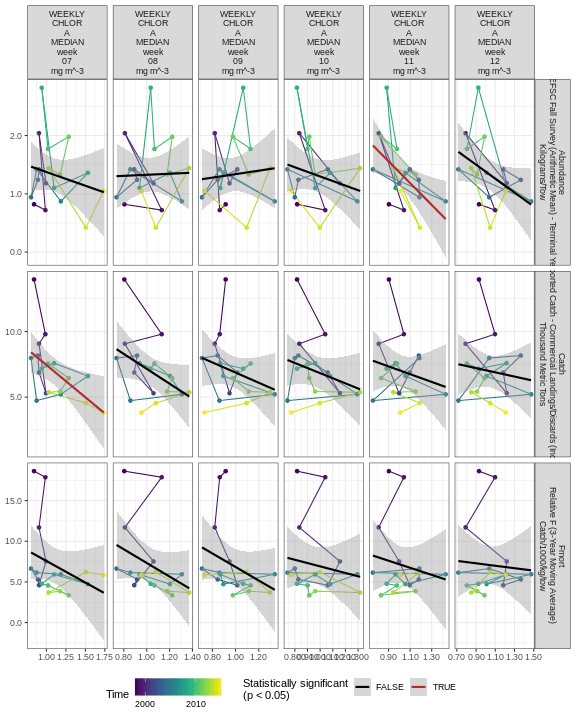 WEEKLY
CHLOR
A
MEDIAN
week
07
mg m^-3
WEEKLY
CHLOR
A
MEDIAN
week
08
mg m^-3
WEEKLY
CHLOR
A
MEDIAN
week
09
mg m^-3
WEEKLY
CHLOR
A
MEDIAN
week
10
mg m^-3
WEEKLY
CHLOR
A
MEDIAN
week
11
mg m^-3
WEEKLY
CHLOR
A
MEDIAN
week
12
mg m^-3
2.0
1.0
0.0
Abundance
Fall Survey (Arithmetic Mean) - Terminal
Kilograms/Tow
10.0
5.0
Catch
Catch - Commercial Landings/Discards
Thousand Metric Tons
15.0
10.0
5.0
0.0
Fmort
Relative F (3-Year Moving Average)
Catch/1000/kg/tow
1.00 1.25 1.50 1.75
0.80 1.00 1.20 1.40
0.80 1.00 1.20
0.90 1.10 1.30
0.70 0.90 1.10 1.30 1.50
Time
2000 2010
Statistically significant
(p < 0.05)
FALSE
TRUE